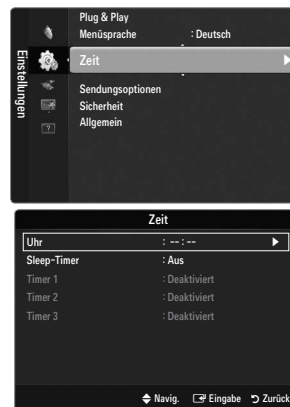 Plug & Play
Menüsprache : Deutsch
Einstellungen
Zeit
Sendungsoptionen
Sicherheit
Allgemein
Zeit
Uhr : -- : --
Sleep-Timer : Aus
Timer 1 : Deaktiviert
Timer 2 : Deaktiviert
Timer 3 : Deaktiviert
Navig. Eingabe Zurück